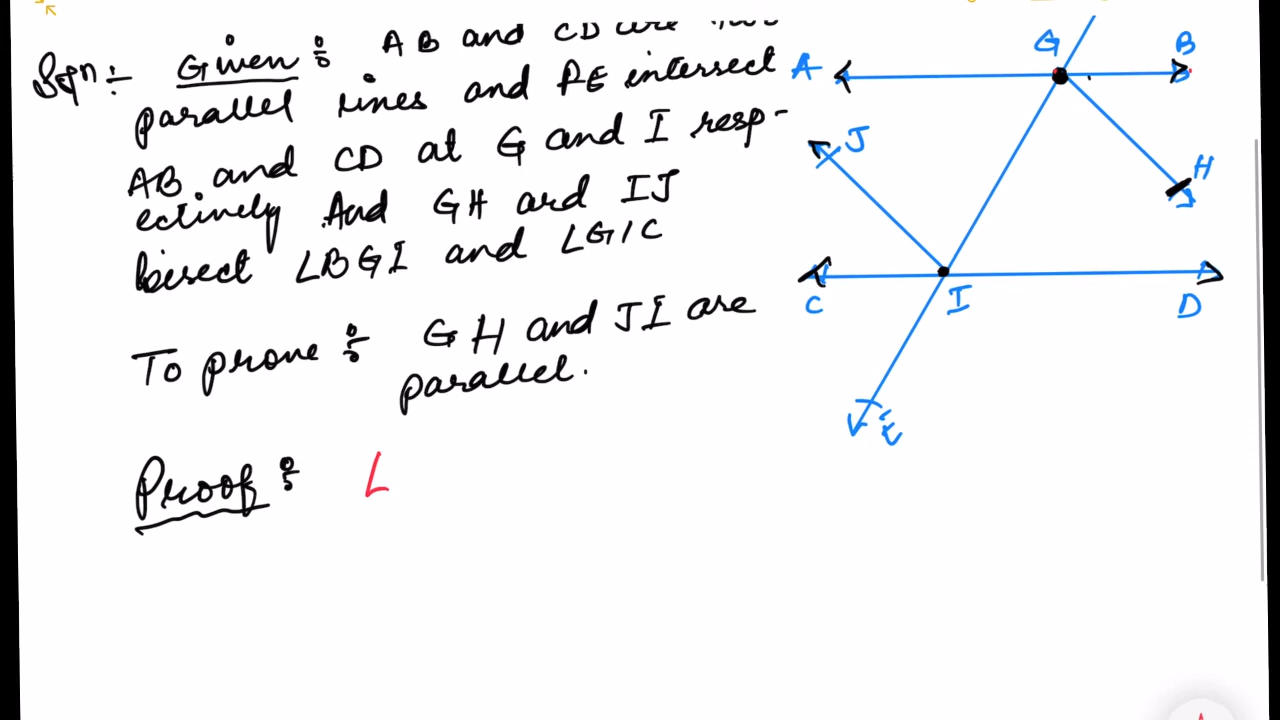 Solⁿ :- Given : AB and CD are two
parallel lines and PE intersect
AB and CD at G and I resp-
ectively And GH and IJ
bisect ∠BGI and ∠GIC
To prove : GH and JI are
parallel.
Proof : ∠
G
B
A
J
H
C
I
D
E